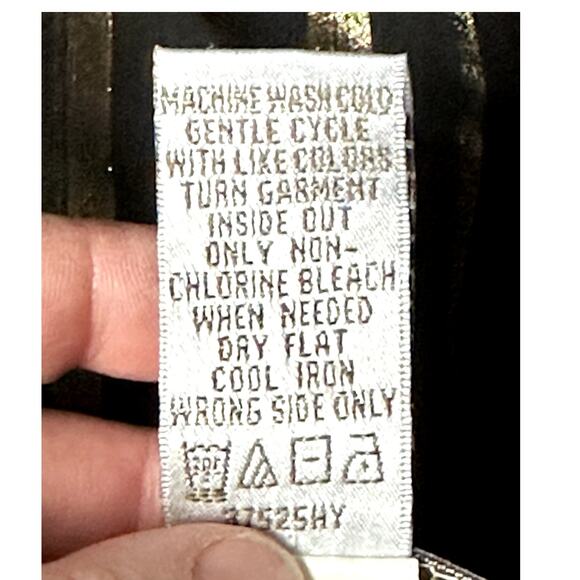 MACHINE WASH COLD
GENTLE CYCLE
WITH LIKE COLORS
TURN GARMENT
INSIDE OUT
ONLY NON-
CHLORINE BLEACH
WHEN NEEDED
DRY FLAT
COOL IRON
WRONG SIDE ONLY
37525HY